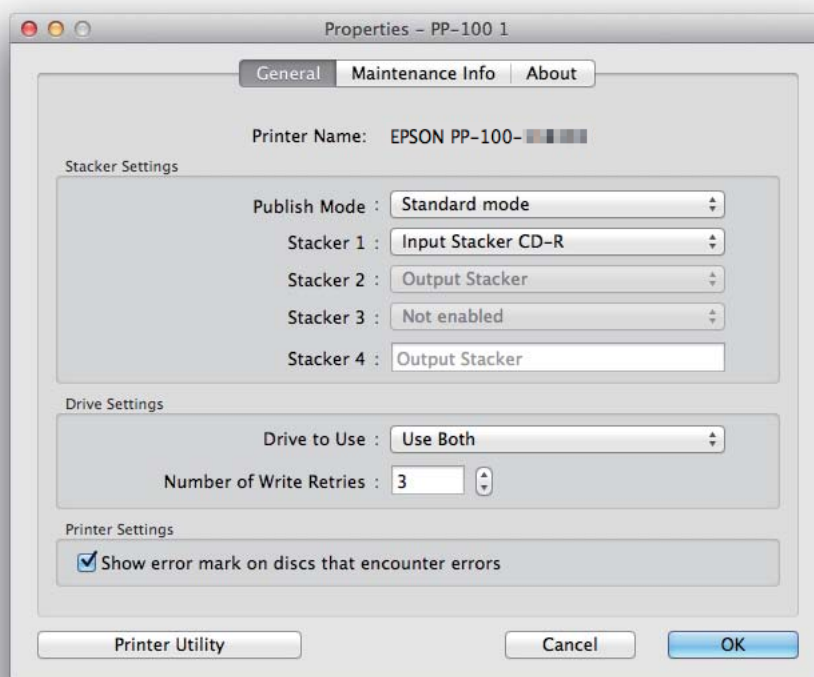 Properties – PP-100 1
General Maintenance Info About
Printer Name: EPSON PP-100-
Stacker Settings
Publish Mode : Standard mode
Stacker 1 : Input Stacker CD-R
Stacker 2 : Output Stacker
Stacker 3 : Not enabled
Stacker 4 : Output Stacker
Drive Settings
Drive to Use : Use Both
Number of Write Retries : 3
Printer Settings
Show error mark on discs that encounter errors
Printer Utility Cancel OK